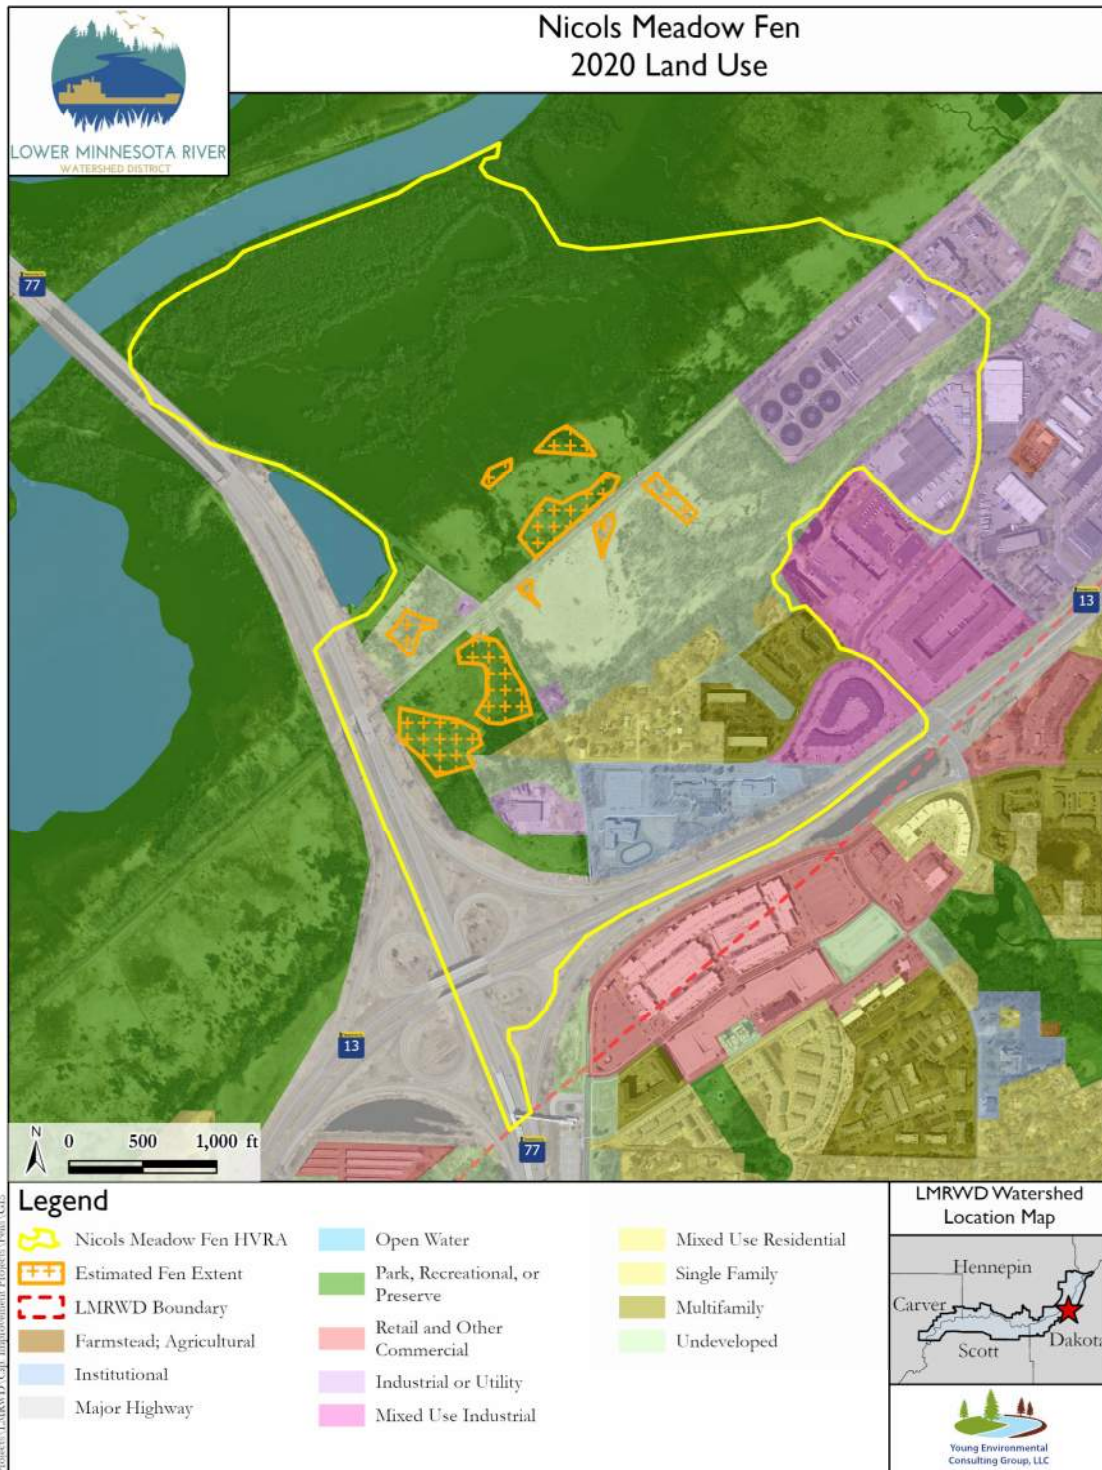 Nicols Meadow Fen
2020 Land Use
LOWER MINNESOTA RIVER
WATERSHED DISTRICT
77
13
13
77
N
0 500 1,000 ft
Legend
Nicols Meadow Fen HVRA
Estimated Fen Extent
LMRWD Boundary
Farmstead; Agricultural
Institutional
Major Highway
Open Water
Park, Recreational, or
Preserve
Retail and Other
Commercial
Industrial or Utility
Mixed Use Industrial
Mixed Use Residential
Single Family
Multifamily
Undeveloped
LMRWD Watershed
Location Map
Hennepin
Carver
Scott
Dakota
Young Environmental
Consulting Group, LLC